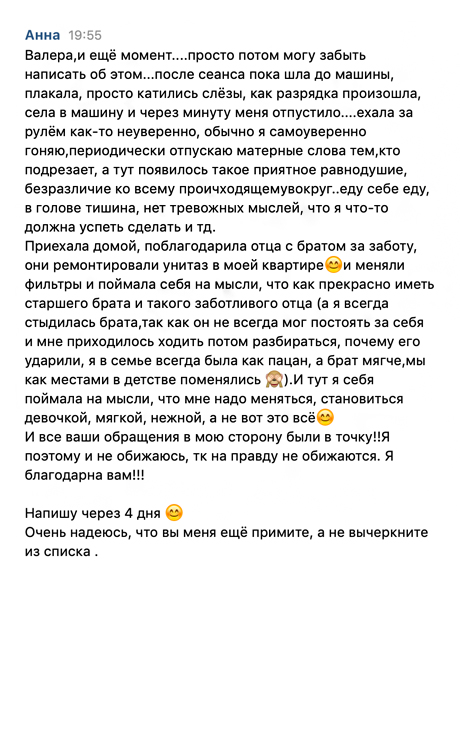 Анна 19:55
Валера,и ещё момент....просто потом могу забыть
написать об этом...после сеанса пока шла до машины,
плакала, просто катились слёзы, как разрядка произошла,
села в машину и через минуту меня отпустило....ехала за
рулём как-то неуверенно, обычно я самоуверенно
гоняю,периодически отпускаю матерные слова тем,кто
подрезает, а тут появилось такое приятное равнодушие,
безразличие ко всему проичходящемувокруг..еду себе еду,
в голове тишина, нет тревожных мыслей, что я что-то
должна успеть сделать и тд.
Приехала домой, поблагодарила отца с братом за заботу,
они ремонтировали унитаз в моей квартире😊и меняли
фильтры и поймала себя на мысли, что как прекрасно иметь
старшего брата и такого заботливого отца (а я всегда
стыдилась брата,так как он не всегда мог постоять за себя
и мне приходилось ходить потом разбираться, почему его
ударили, я в семье всегда была как пацан, а брат мягче,мы
как местами в детстве поменялись 🙈).И тут я себя
поймала на мысли, что мне надо меняться, становиться
девочкой, мягкой, нежной, а не вот это всё😊
И все ваши обращения в мою сторону были в точку!!Я
поэтому и не обижаюсь, тк на правду не обижаются. Я
благодарна вам!!!
Напишу через 4 дня 😊
Очень надеюсь, что вы меня ещё примите, а не вычеркните
из списка .